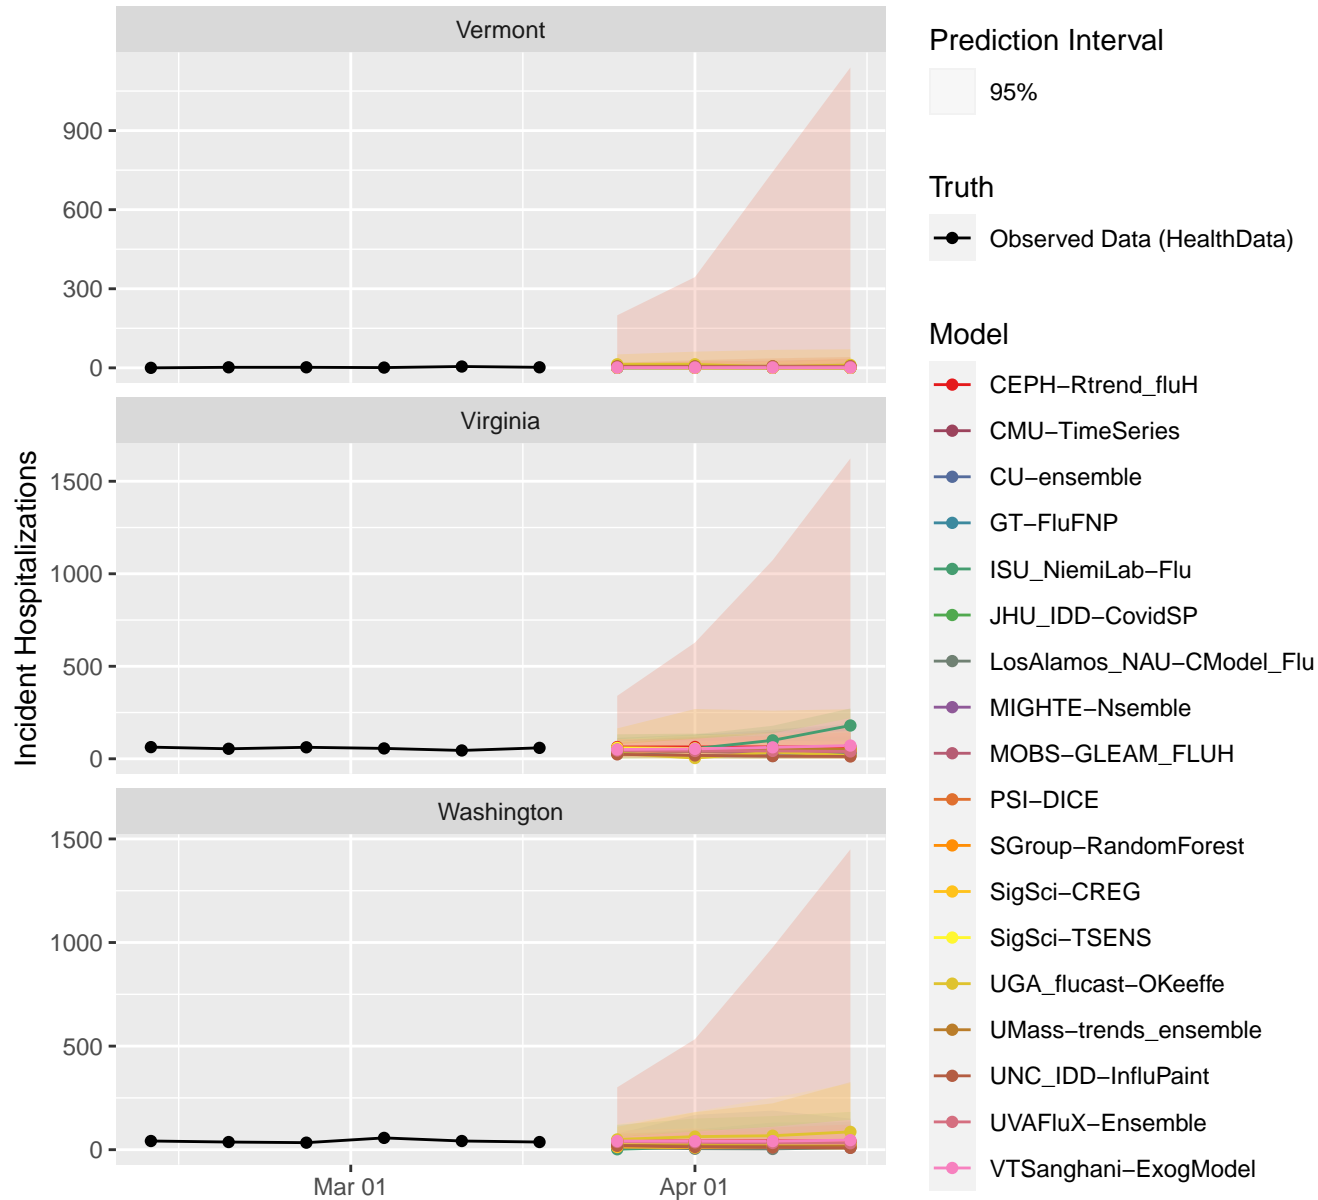 Vermont
900
600
300
0
Virginia
1500
1000
500
0
Washington
1500
1000
500
0
Mar 01
Apr 01
Incident Hospitalizations
Prediction Interval
95%
Truth
Observed Data (HealthData)
Model
CEPH−Rtrend_fluH
CMU−TimeSeries
CU−ensemble
GT−FluFNP
ISU_NiemiLab−Flu
JHU_IDD−CovidSP
LosAlamos_NAU−CModel_Flu
MIGHTE−Nsemble
MOBS−GLEAM_FLUH
PSI−DICE
SGroup−RandomForest
SigSci−CREG
SigSci−TSENS
UGA_flucast−OKeeffe
UMass−trends_ensemble
UNC_IDD−InfluPaint
UVAFluX−Ensemble
VTSanghani−ExogModel